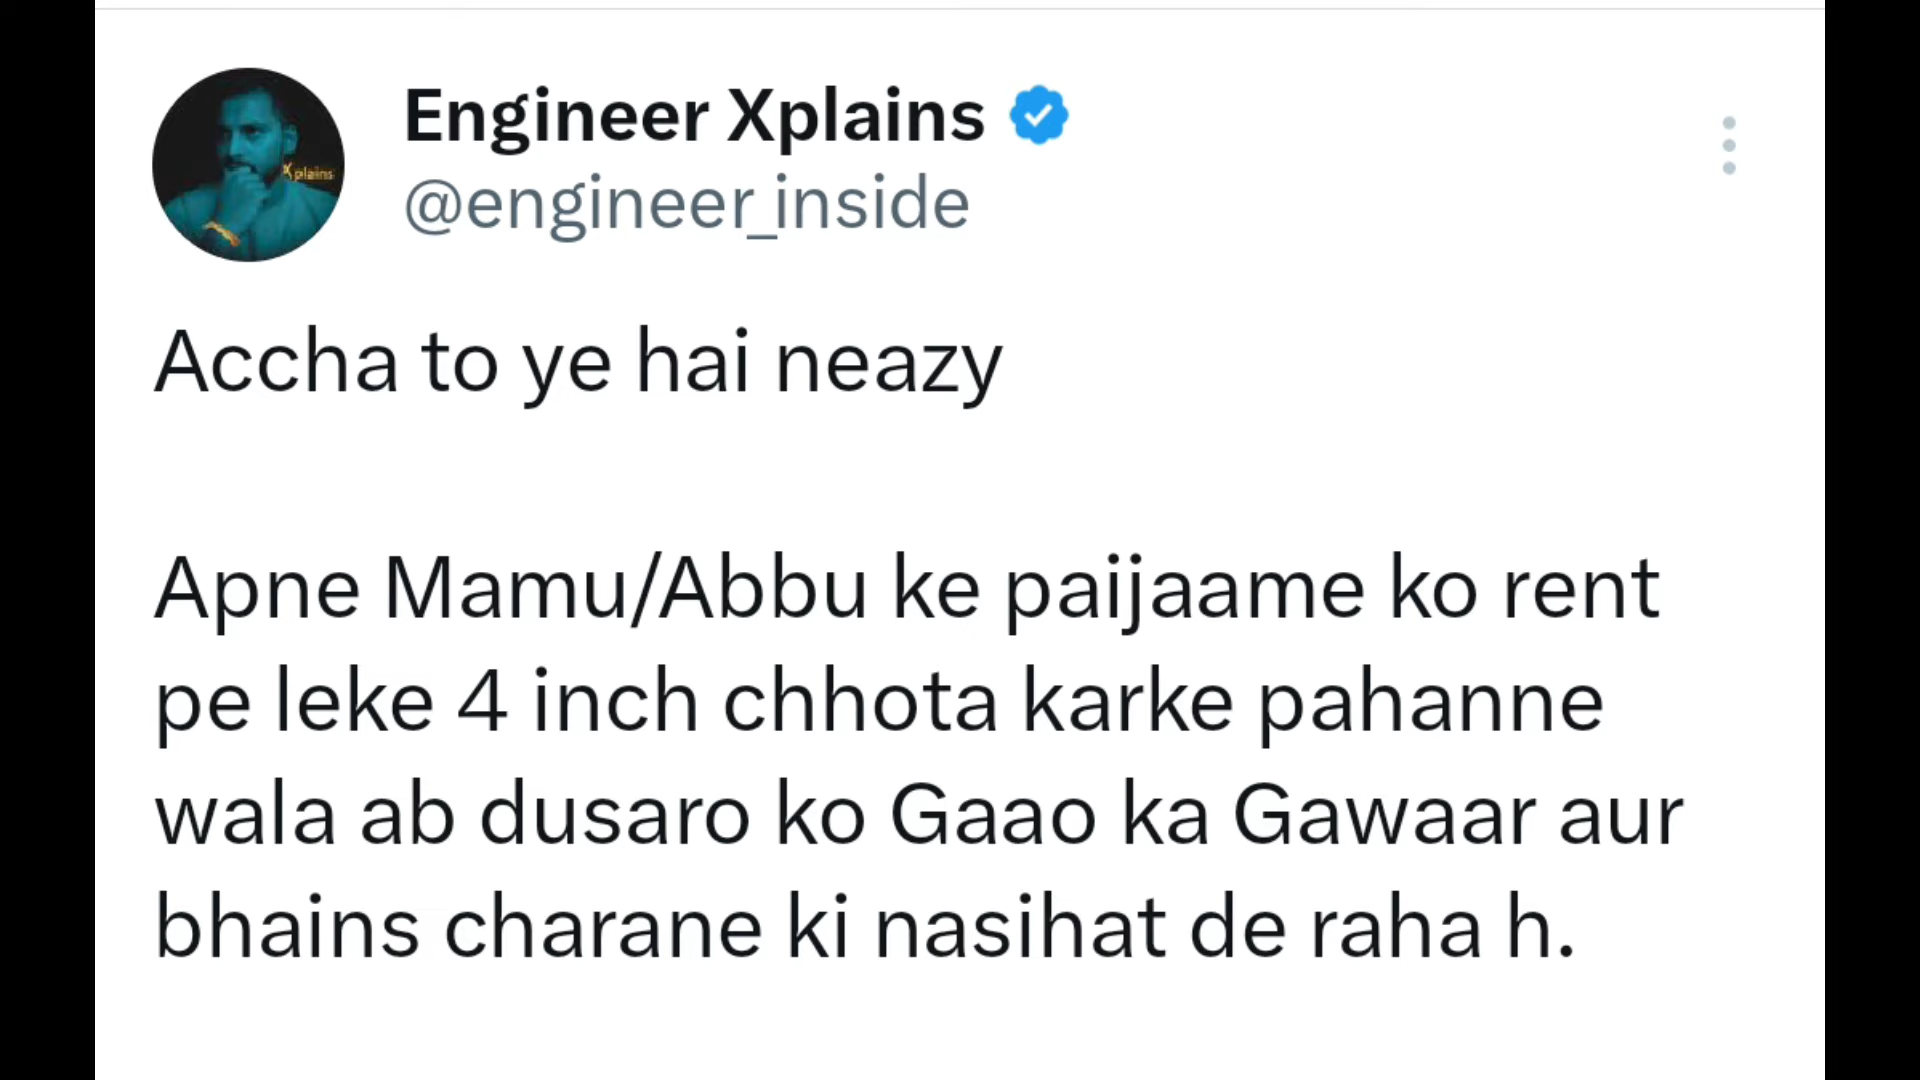 Engineer Xplains
@engineer_inside
Xplains
Accha to ye hai neazy
Apne Mamu/Abbu ke paijaame ko rent
pe leke 4 inch chhota karke pahanne
wala ab dusaro ko Gaao ka Gawaar aur
bhains charane ki nasihat de raha h.